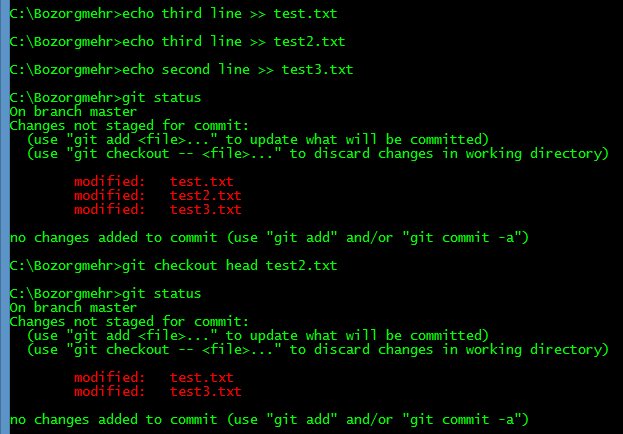 C:\Bozorgmehr>echo third line >> test.txt
C:\Bozorgmehr>echo third line >> test2.txt
C:\Bozorgmehr>echo second line >> test3.txt
C:\Bozorgmehr>git status
On branch master
Changes not staged for commit:
  (use "git add <file>..." to update what will be committed)
  (use "git checkout -- <file>..." to discard changes in working directory)
        modified:   test.txt
        modified:   test2.txt
        modified:   test3.txt
no changes added to commit (use "git add" and/or "git commit -a")
C:\Bozorgmehr>git checkout head test2.txt
C:\Bozorgmehr>git status
On branch master
Changes not staged for commit:
  (use "git add <file>..." to update what will be committed)
  (use "git checkout -- <file>..." to discard changes in working directory)
        modified:   test.txt
        modified:   test3.txt
no changes added to commit (use "git add" and/or "git commit -a")